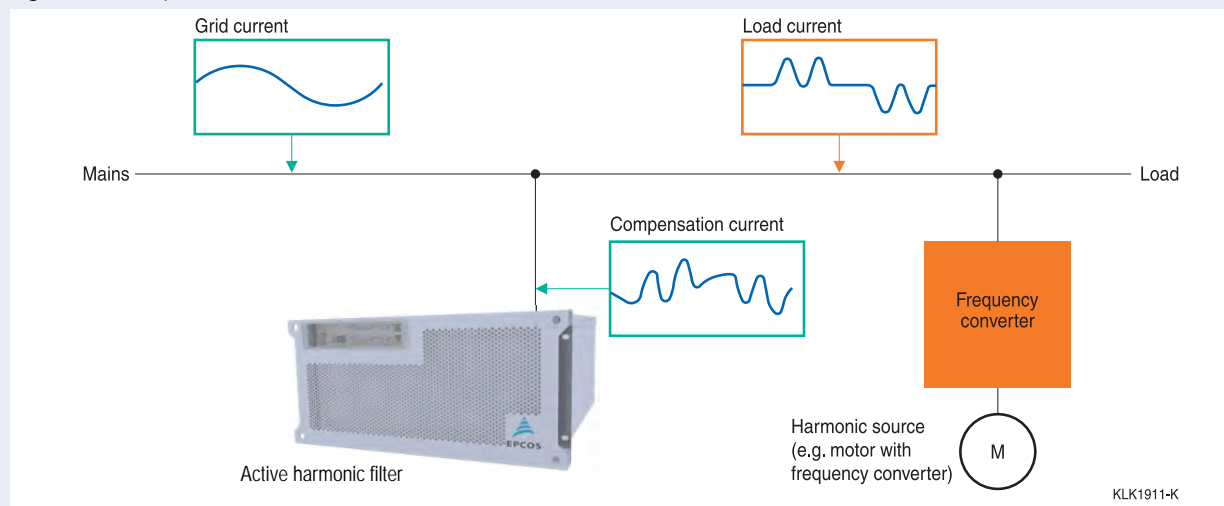 Grid current
Load current
Mains
Load
Compensation current
Frequency
converter
EPCOS
Harmonic source
(e.g. motor with
frequency converter)
M
Active harmonic filter
KLK1911-K